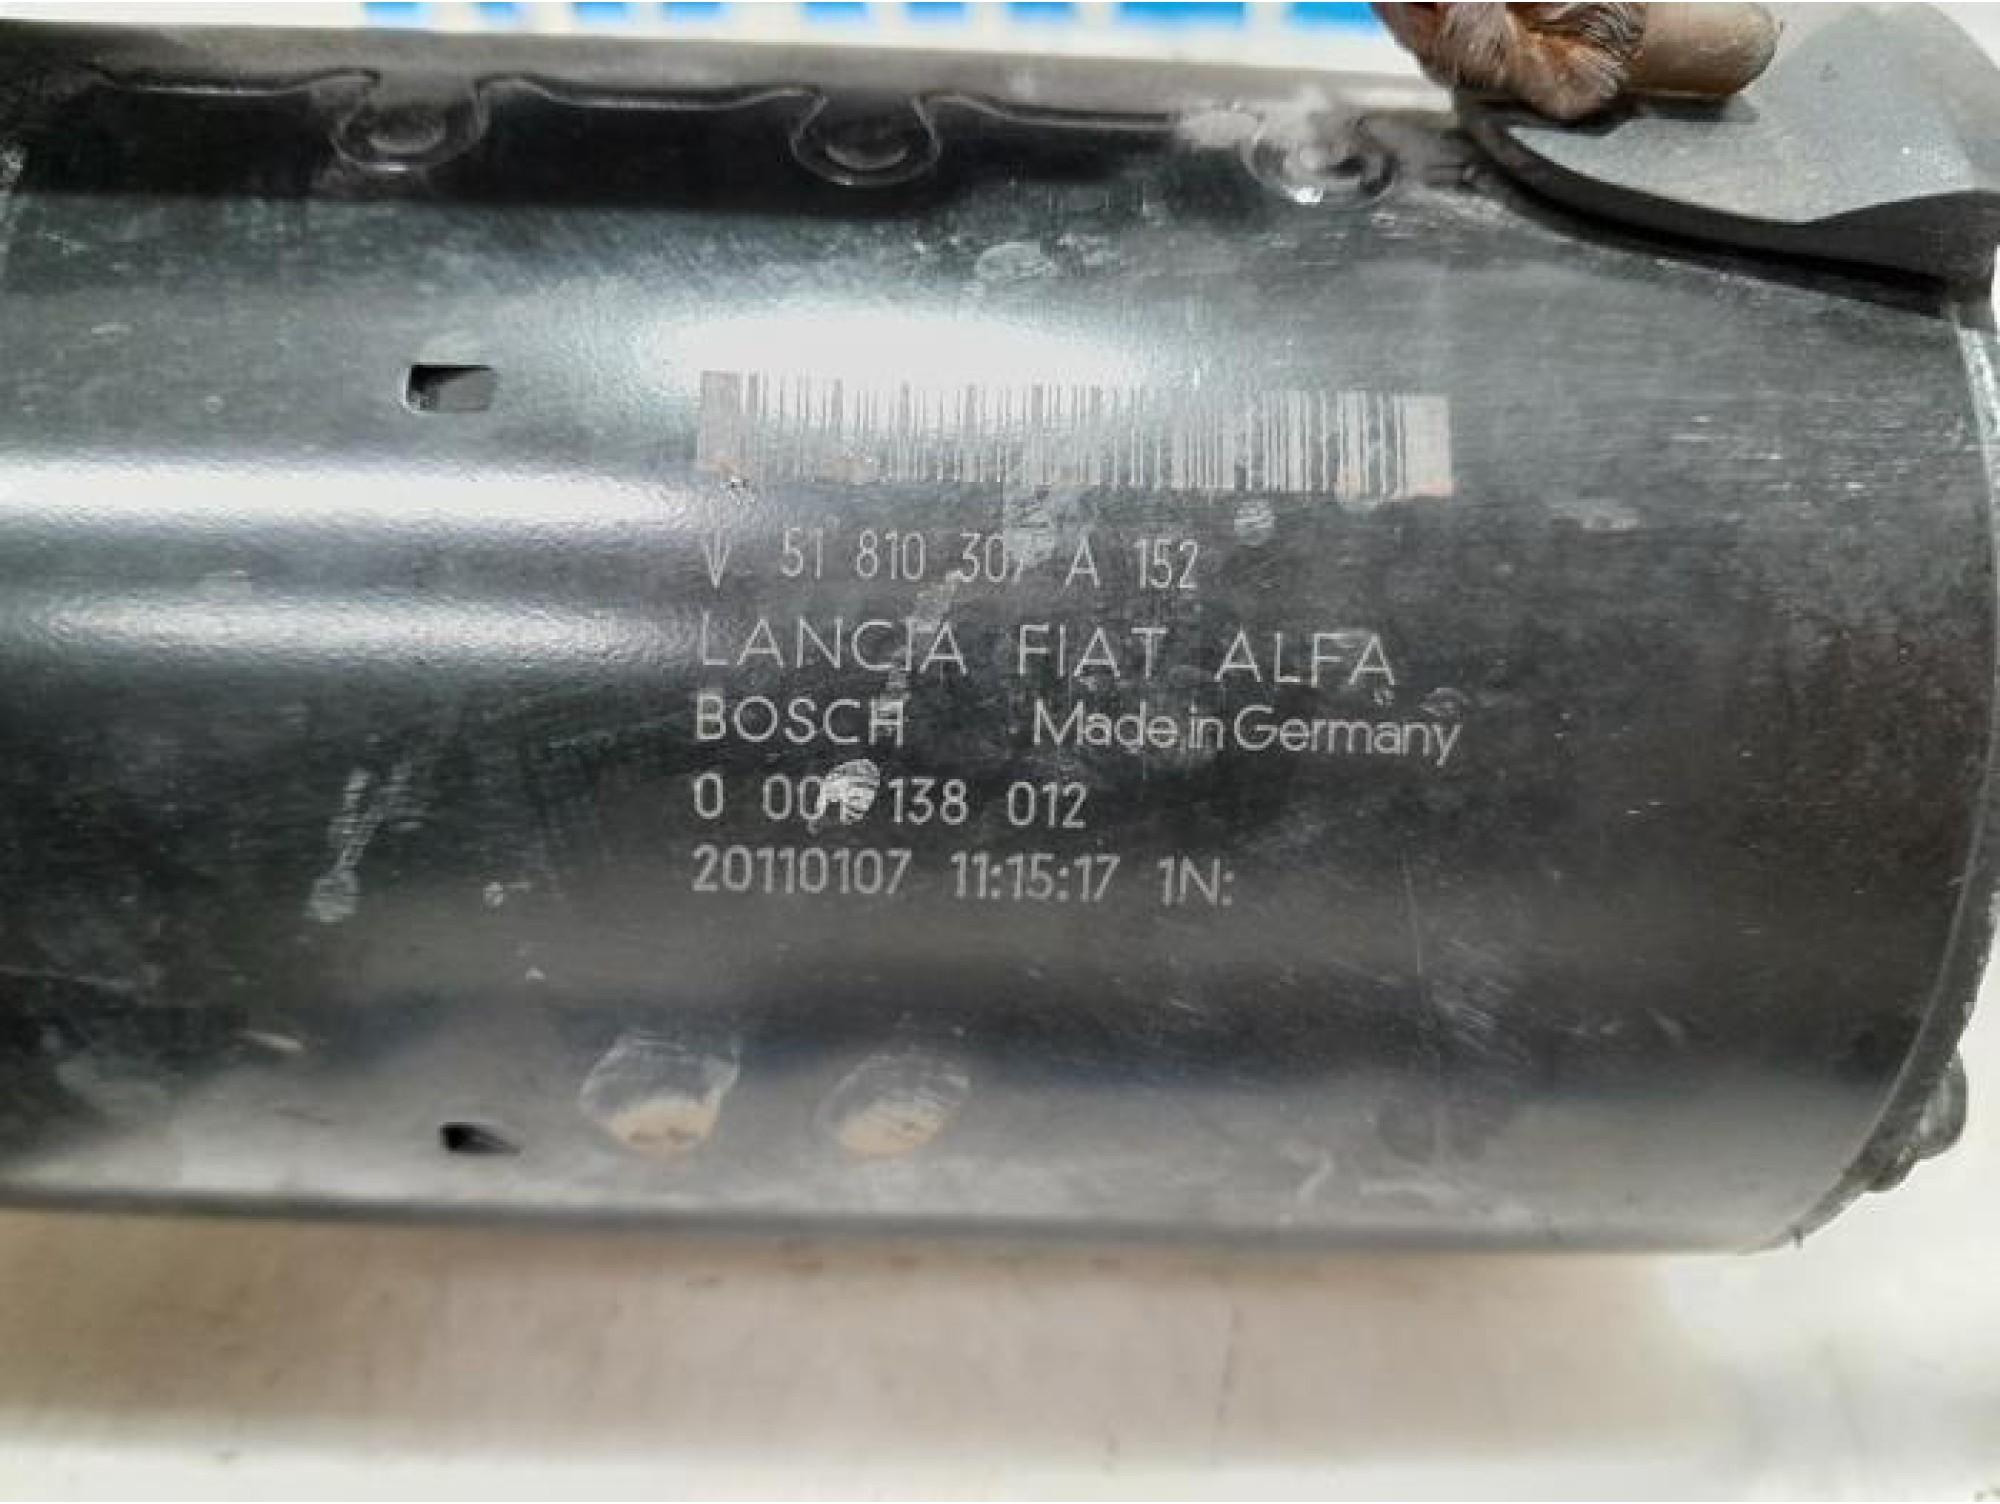 V 51 810 307 A 152
LANCIA FIAT ALFA
BOSCH Made in Germany
0 001 138 012
20110107 11:15:17 1N: